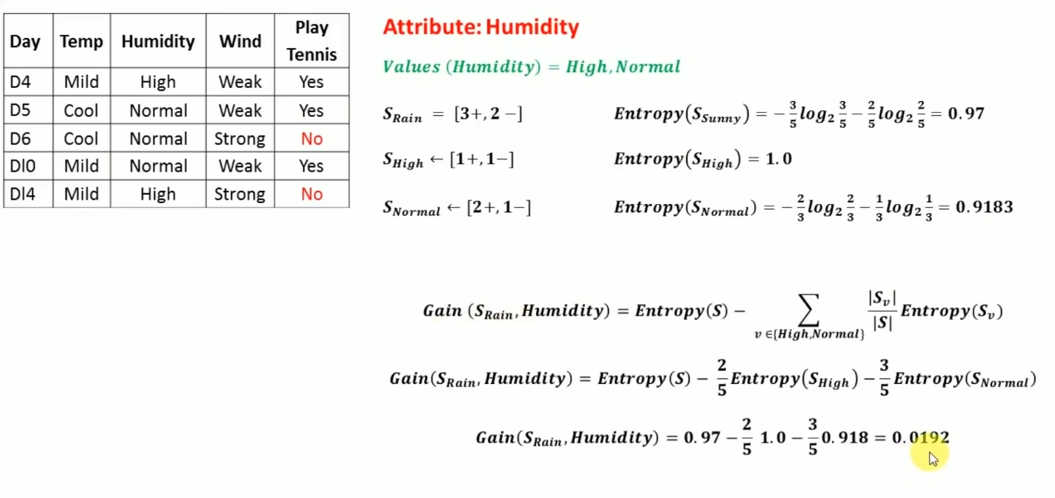 Day Temp Humidity Wind Play Tennis
D4 Mild High Weak Yes
D5 Cool Normal Weak Yes
D6 Cool Normal Strong No
Dl0 Mild Normal Weak Yes
Dl4 Mild High Strong No
Attribute: Humidity
Values (Humidity) = High, Normal
S_Rain = [3+, 2 −] Entropy(S_Sunny) = − 3/5 log₂ 3/5 − 2/5 log₂ 2/5 = 0.97
S_High ← [1+, 1−] Entropy(S_High) = 1.0
S_Normal ← [2+, 1−] Entropy(S_Normal) = − 2/3 log₂ 2/3 − 1/3 log₂ 1/3 = 0.9183
Gain (S_Rain, Humidity) = Entropy(S) − ∑ v ∈{High,Normal} |S_v|/|S| Entropy(S_v)
Gain(S_Rain, Humidity) = Entropy(S) − 2/5 Entropy(S_High) − 3/5 Entropy(S_Normal)
Gain(S_Rain, Humidity) = 0.97 − 2/5 1.0 − 3/5 0.918 = 0.0192